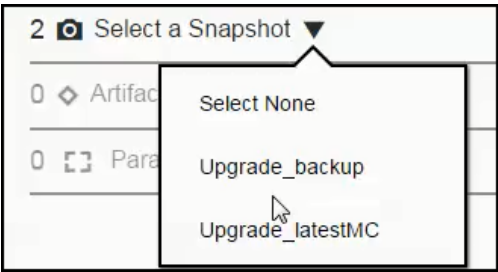 2 Select a Snapshot ▼
Select None
0 Artifac
Upgrade_backup
0 Para
Upgrade_latestMC